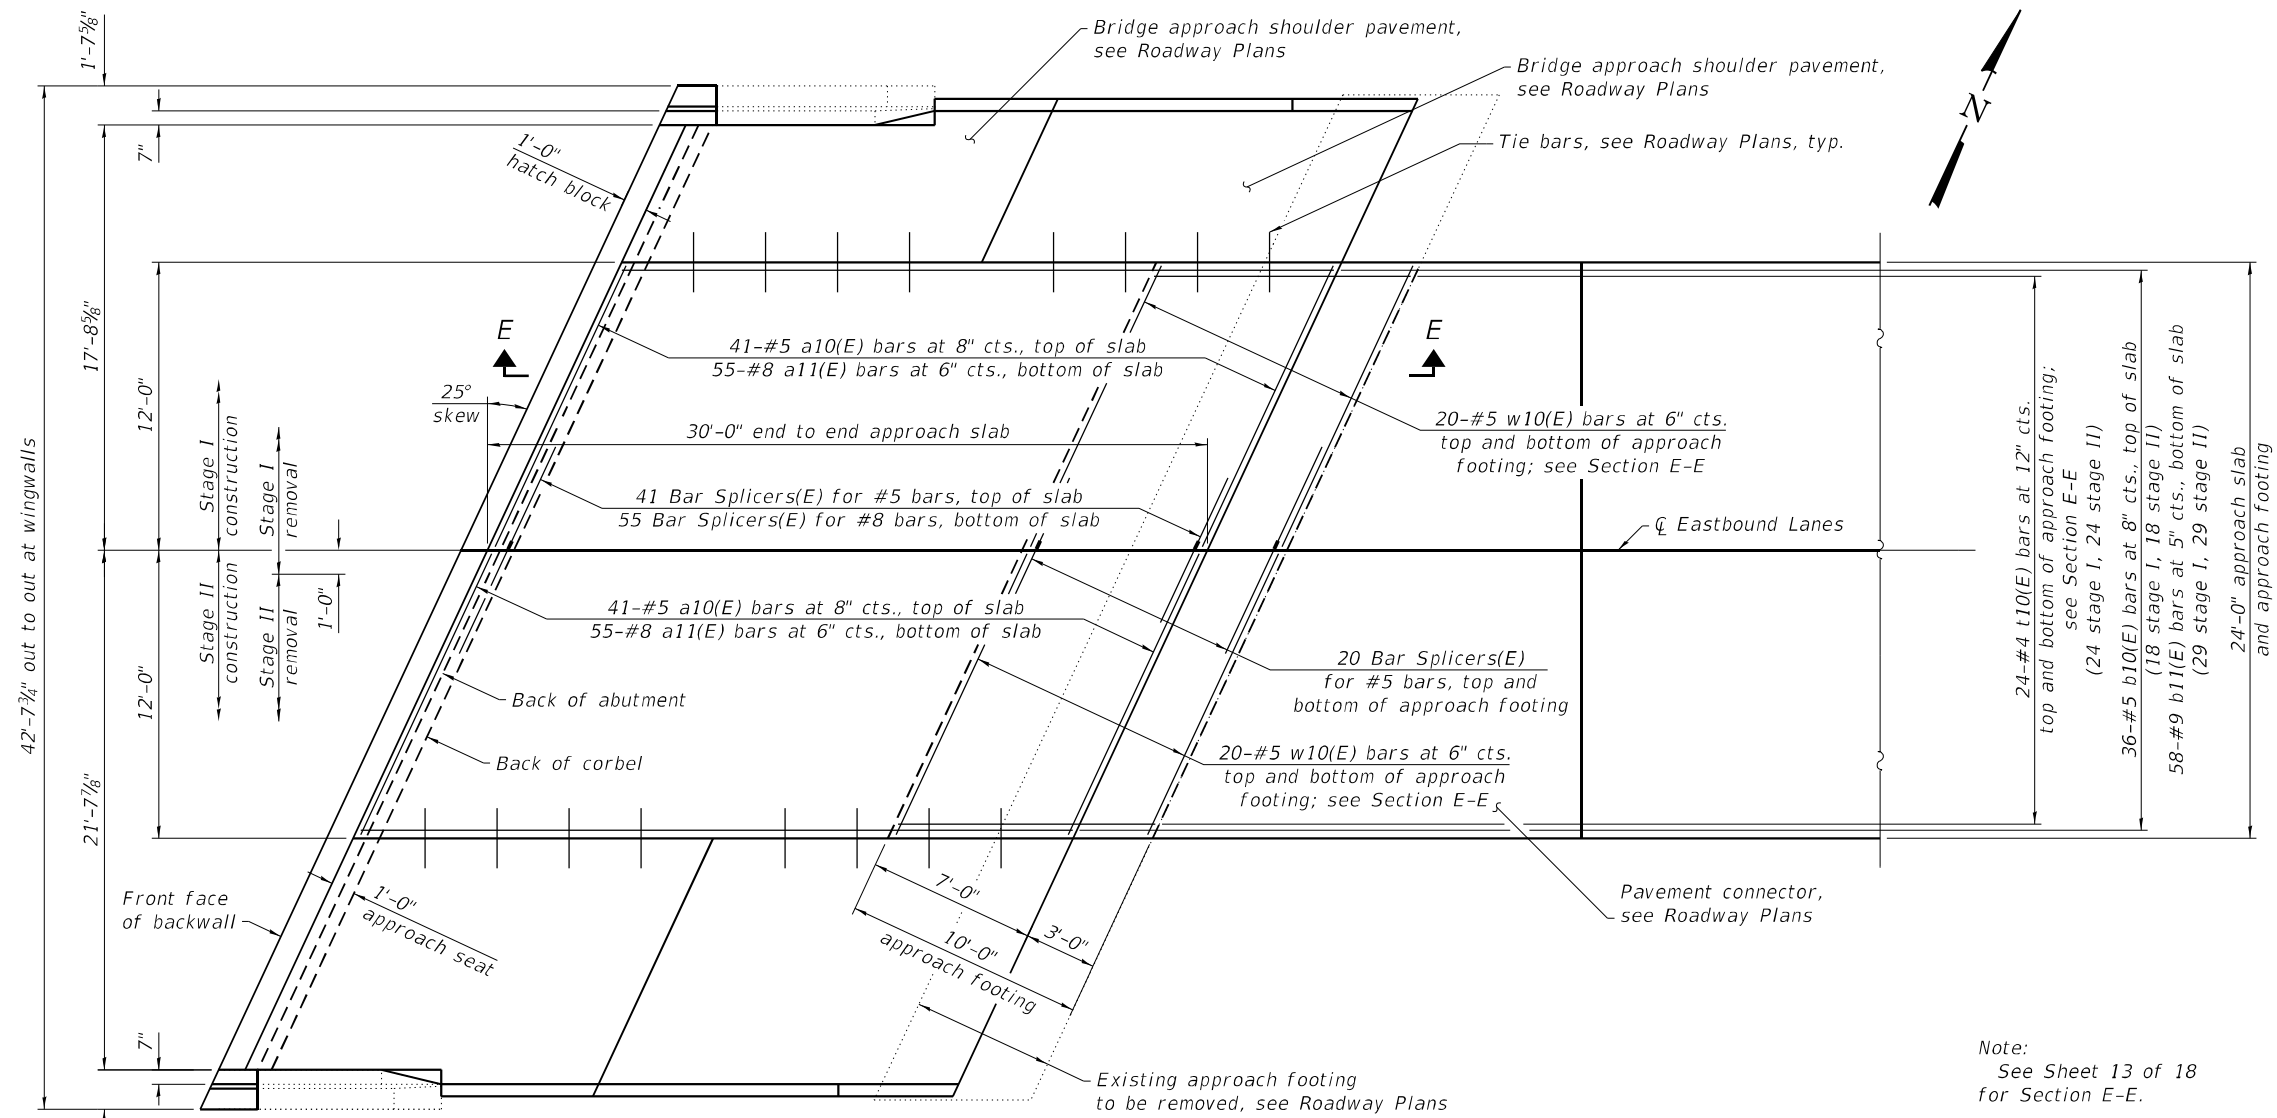 1'-7⅝"
Bridge approach shoulder pavement,
see Roadway Plans
Bridge approach shoulder pavement,
see Roadway Plans
N
Tie bars, see Roadway Plans, typ.
7"
1'-0"
hatch block
E
E
41-#5 a10(E) bars at 8" cts., top of slab
55-#8 a11(E) bars at 6" cts., bottom of slab
25°
skew
30'-0" end to end approach slab
20-#5 w10(E) bars at 6" cts.
top and bottom of approach
footing; see Section E-E
41 Bar Splicers(E) for #5 bars, top of slab
55 Bar Splicers(E) for #8 bars, bottom of slab
℄ Eastbound Lanes
42'-7¾" out to out at wingwalls
17'-8⅝"
12'-0"
Stage I
construction
Stage I
removal
Stage II
construction
Stage II
removal
1'-0"
12'-0"
21'-7⅞"
41-#5 a10(E) bars at 8" cts., top of slab
55-#8 a11(E) bars at 6" cts., bottom of slab
20 Bar Splicers(E)
for #5 bars, top and
bottom of approach footing
Back of abutment
Back of corbel
20-#5 w10(E) bars at 6" cts.
top and bottom of approach
footing; see Section E-E
24-#4 t10(E) bars at 12" cts.
top and bottom of approach footing;
see Section E-E
(24 stage I, 24 stage II)
36-#5 b10(E) bars at 8" cts., top of slab
(18 stage I, 18 stage II)
58-#9 b11(E) bars at 5" cts., bottom of slab
(29 stage I, 29 stage II)
24'-0" approach slab
and approach footing
Front face
of backwall
1'-0"
approach seat
7'-0"
3'-0"
10'-0"
approach footing
Pavement connector,
see Roadway Plans
7"
Existing approach footing
to be removed, see Roadway Plans
Note:
See Sheet 13 of 18
for Section E-E.